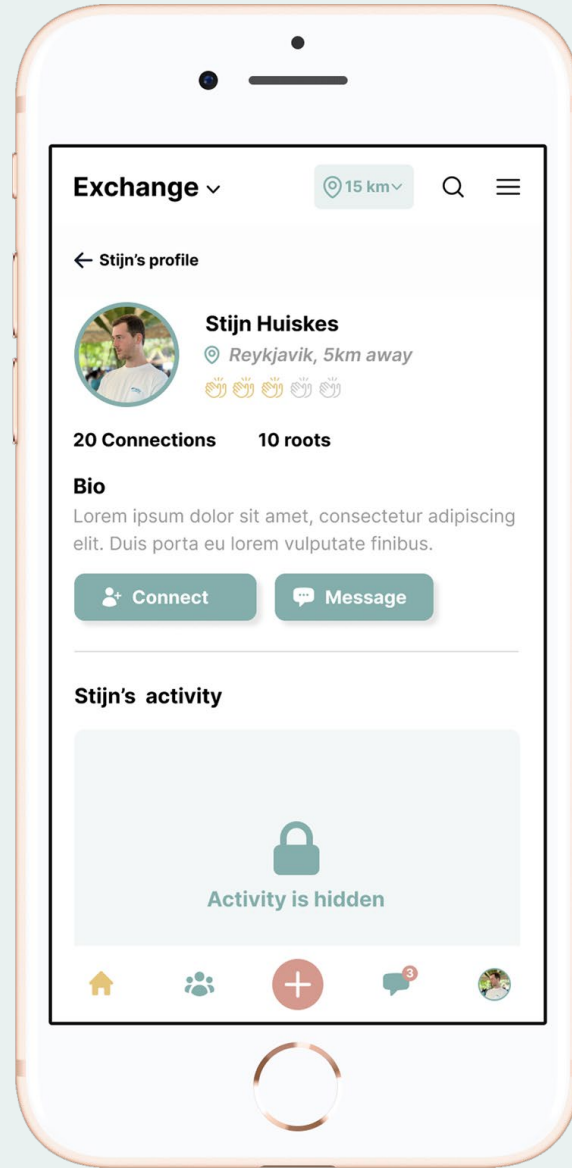 Exchange
15 km
Stijn's profile
Stijn Huiskes
Reykjavik, 5km away
20 Connections 10 roots
Bio
Lorem ipsum dolor sit amet, consectetur adipiscing
elit. Duis porta eu lorem vulputate finibus.
Connect Message
Stijn's activity
Activity is hidden
3